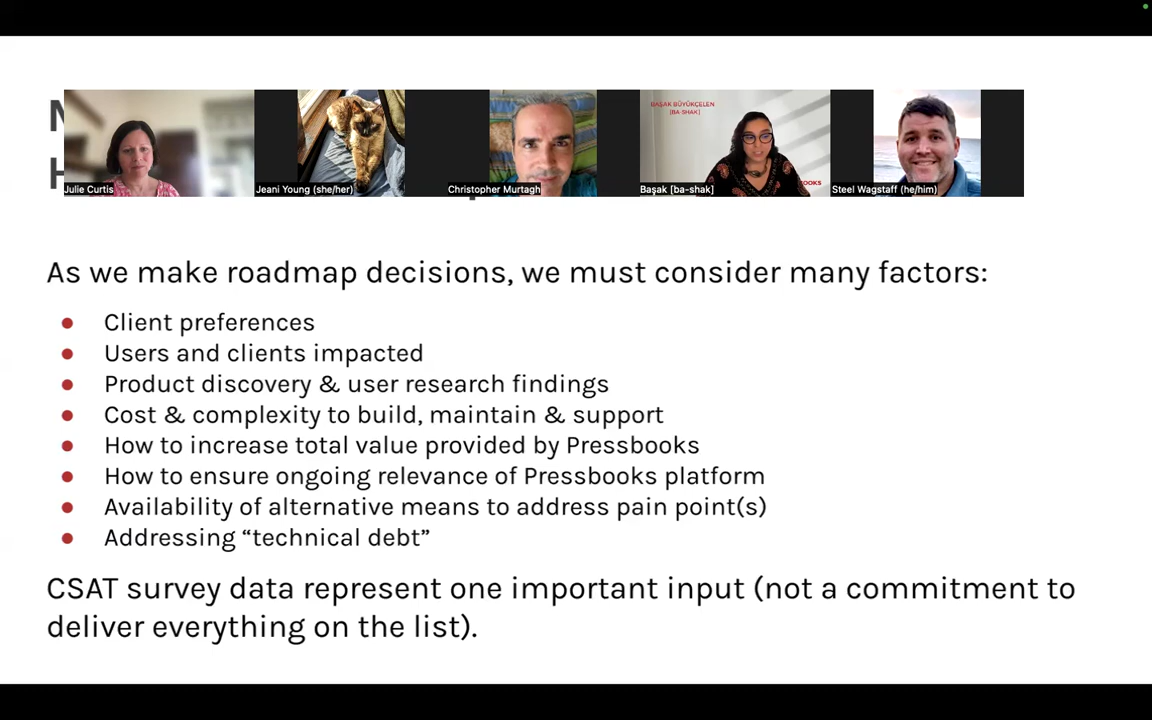 BAŞAK BÜYÜKÇELEN
[BA-SHAK]
Julie Curtis
Jeani Young (she/her)
Christopher Murtagh
Başak [ba-shak]
Steel Wagstaff (he/him)
As we make roadmap decisions, we must consider many factors:
● Client preferences
● Users and clients impacted
● Product discovery & user research findings
● Cost & complexity to build, maintain & support
● How to increase total value provided by Pressbooks
● How to ensure ongoing relevance of Pressbooks platform
● Availability of alternative means to address pain point(s)
● Addressing “technical debt”
CSAT survey data represent one important input (not a commitment to
deliver everything on the list).